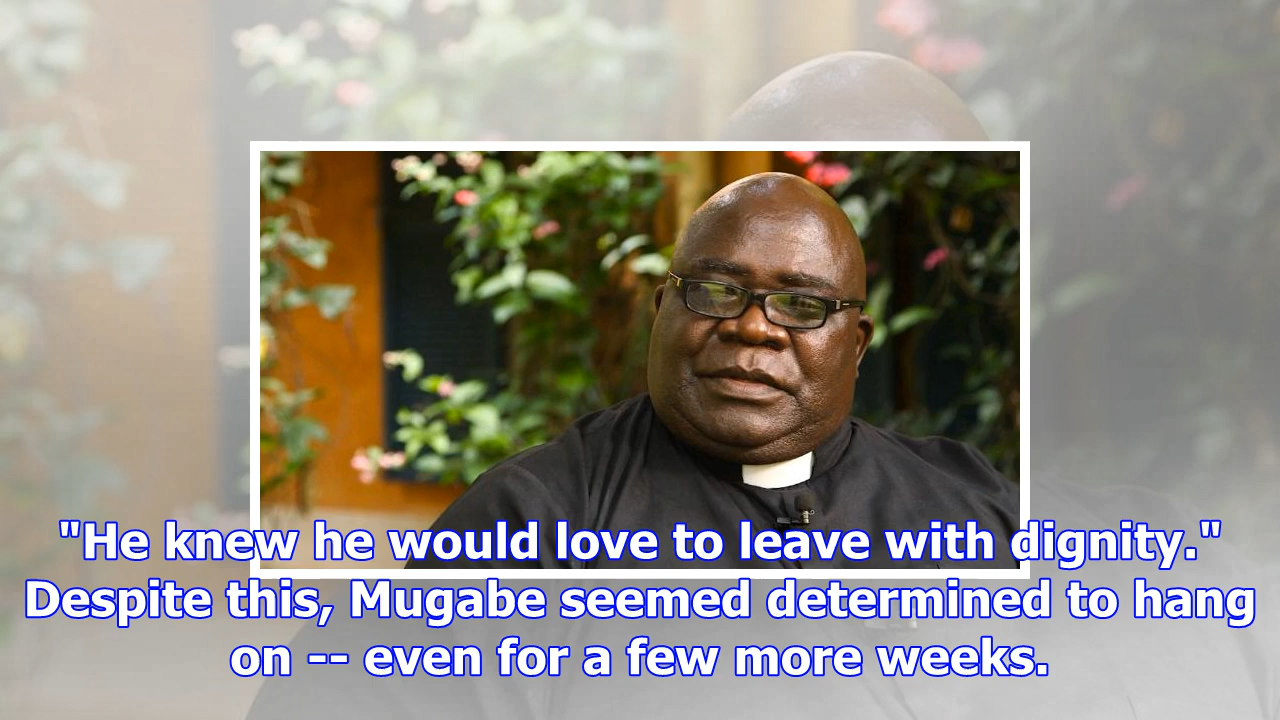 "He knew he would love to leave with dignity."
Despite this, Mugabe seemed determined to hang
on -- even for a few more weeks.